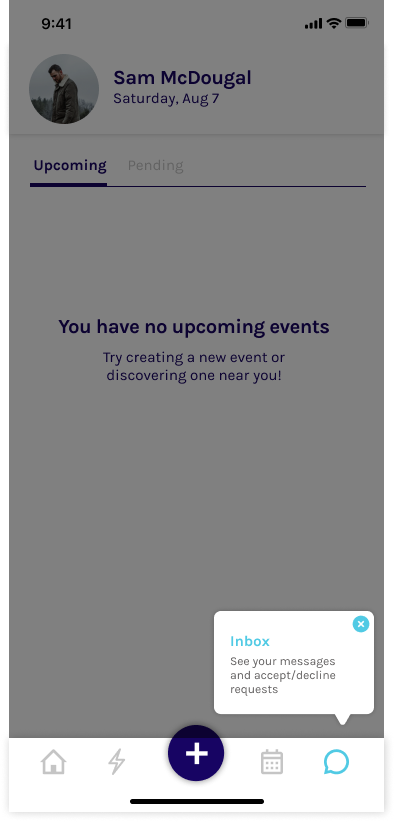 9:41
Sam McDougal
Saturday, Aug 7
Upcoming Pending
You have no upcoming events
Try creating a new event or
discovering one near you!
Inbox
See your messages
and accept/decline
requests